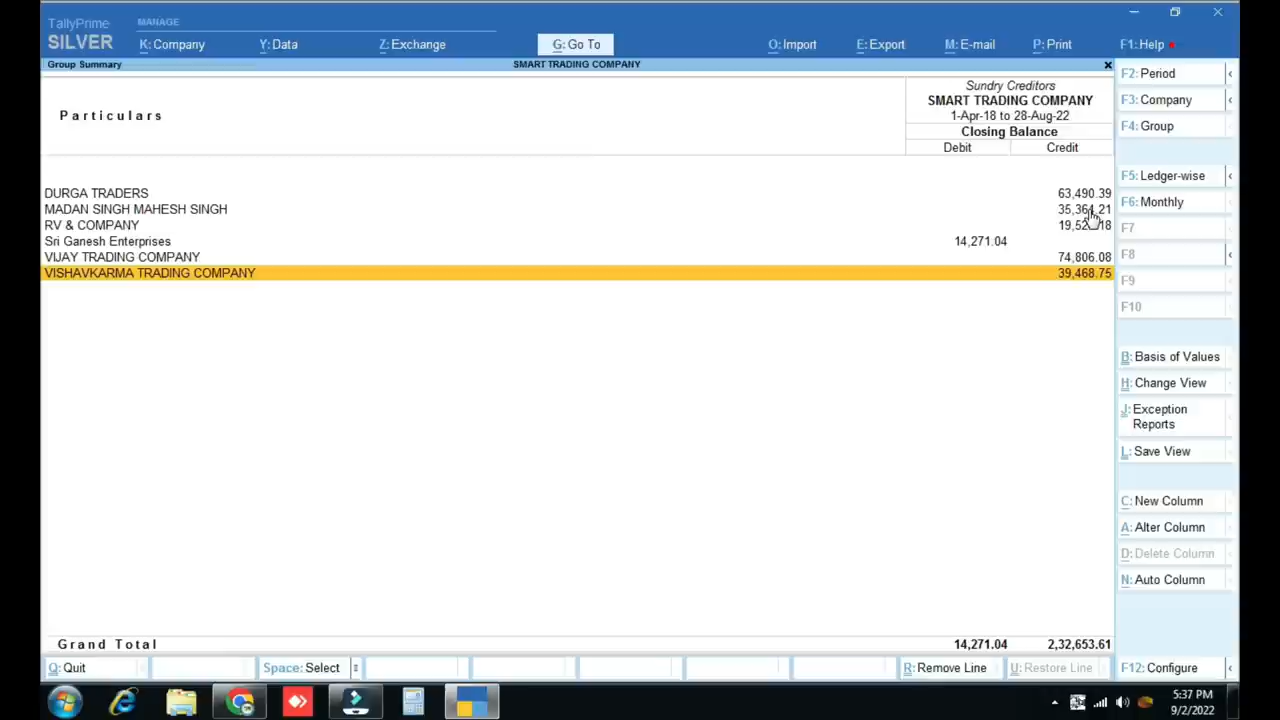 TallyPrime
MANAGE
SILVER
K: Company
Y: Data
Z: Exchange
G: Go To
O: Import
E: Export
M: E-mail
P: Print
F1: Help
Group Summary
SMART TRADING COMPANY
Particulars
Sundry Creditors
SMART TRADING COMPANY
1-Apr-18 to 28-Aug-22
Closing Balance
Debit Credit
DURGA TRADERS 63,490.39
MADAN SINGH MAHESH SINGH 35,364.21
RV & COMPANY
Sri Ganesh Enterprises 14,271.04
VIJAY TRADING COMPANY 74,806.08
VISHAVKARMA TRADING COMPANY 39,468.75
Grand Total 14,271.04 2,32,653.61
F2: Period
F3: Company
F4: Group
F5: Ledger-wise
F6: Monthly
F7
F8
F9
F10
B: Basis of Values
H: Change View
J: Exception
Reports
L: Save View
C: New Column
A: Alter Column
D: Delete Column
N: Auto Column
Q: Quit
Space: Select
R: Remove Line
U: Restore Line
F12: Configure
5:37 PM
9/2/2022